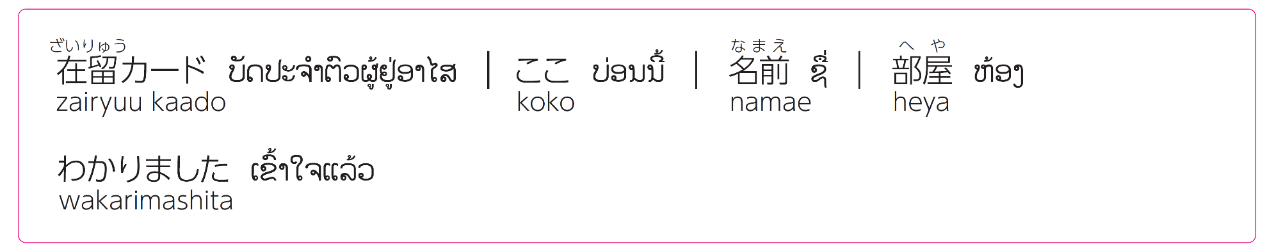 ざいりゅう なまえ へや
在留カード ບັດປະຈຳຕົວຜູ້ຢູ່ອາໄສ | ここ ບ່ອນນີ້ | 名前 ຊື່ | 部屋 ຫ້ອງ
zairyuu kaado koko namae heya
わかりました ເຂົ້າໃຈແລ້ວ
wakarimashita